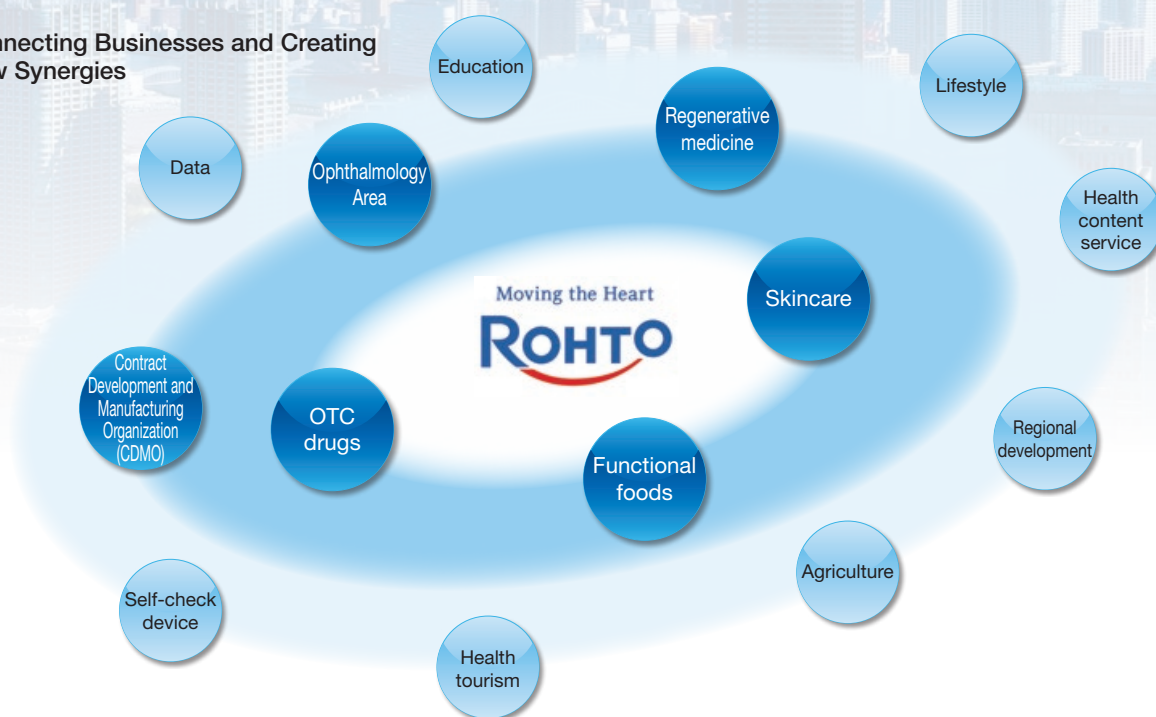 nnecting Businesses and Creating
w Synergies
Education
Lifestyle
Regenerative
medicine
Data
Ophthalmology
Area
Health
content
service
Moving the Heart
ROHTO
Skincare
Contract
Development and
Manufacturing
Organization
(CDMO)
OTC
drugs
Regional
development
Functional
foods
Agriculture
Self-check
device
Health
tourism